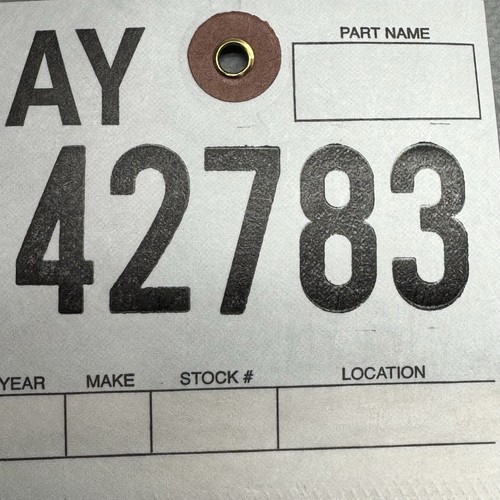 AY
PART NAME
42783
YEAR MAKE STOCK # LOCATION